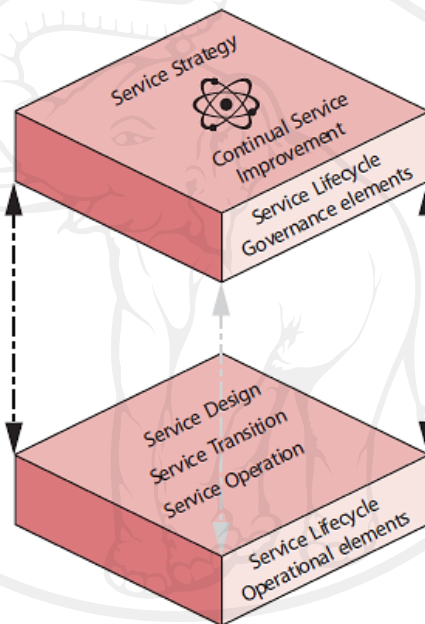 Service Strategy
Continual Service
Improvement
Service Lifecycle
Governance elements
Service Design
Service Transition
Service Operation
Service Lifecycle
Operational elements